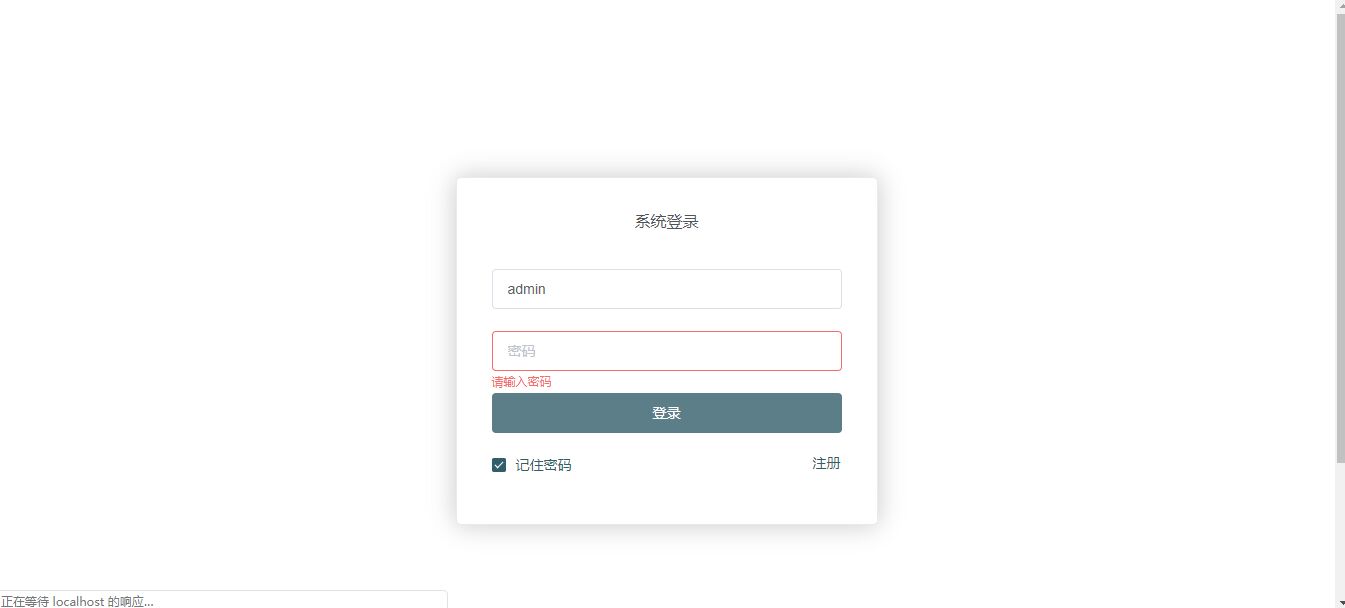 系统登录
admin
密码
请输入密码
登录
记住密码
注册
正在等待 localhost 的响应...